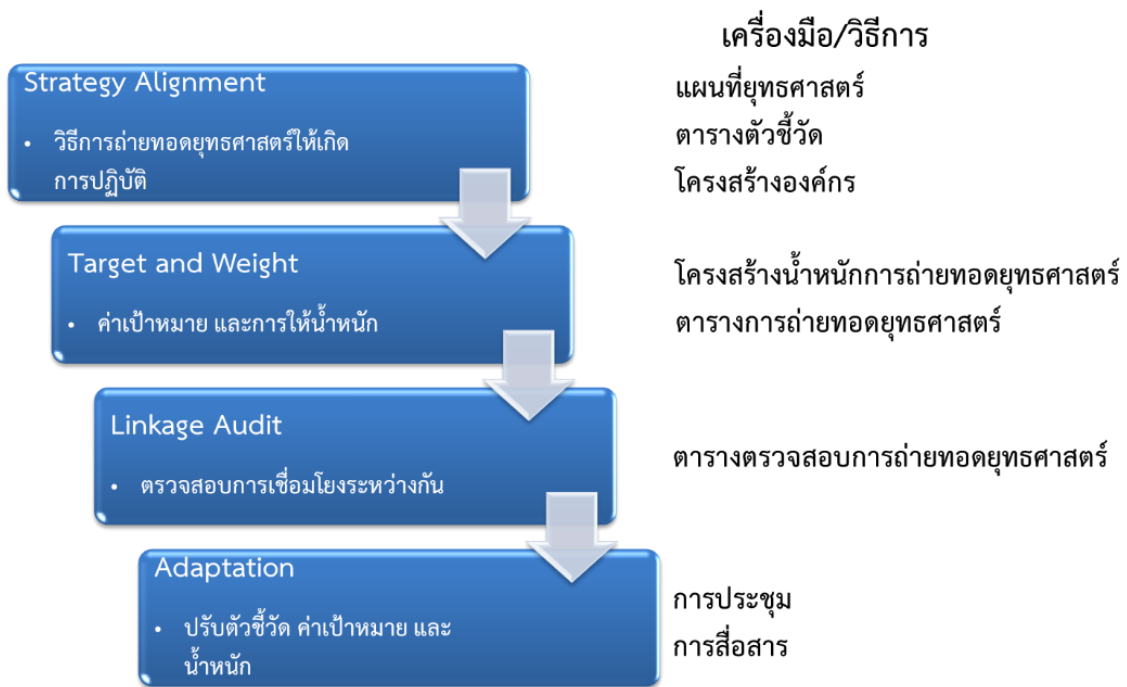 เครื่องมือ/วิธีการ
Strategy Alignment
• วิธีการถ่ายทอดยุทธศาสตร์ให้เกิด
การปฏิบัติ
แผนที่ยุทธศาสตร์
ตารางตัวชี้วัด
โครงสร้างองค์กร
Target and Weight
• ค่าเป้าหมาย และการให้น้ำหนัก
โครงสร้างน้ำหนักการถ่ายทอดยุทธศาสตร์
ตารางการถ่ายทอดยุทธศาสตร์
Linkage Audit
• ตรวจสอบการเชื่อมโยงระหว่างกัน
ตารางตรวจสอบการถ่ายทอดยุทธศาสตร์
Adaptation
• ปรับตัวชี้วัด ค่าเป้าหมาย และ
น้ำหนัก
การประชุม
การสื่อสาร